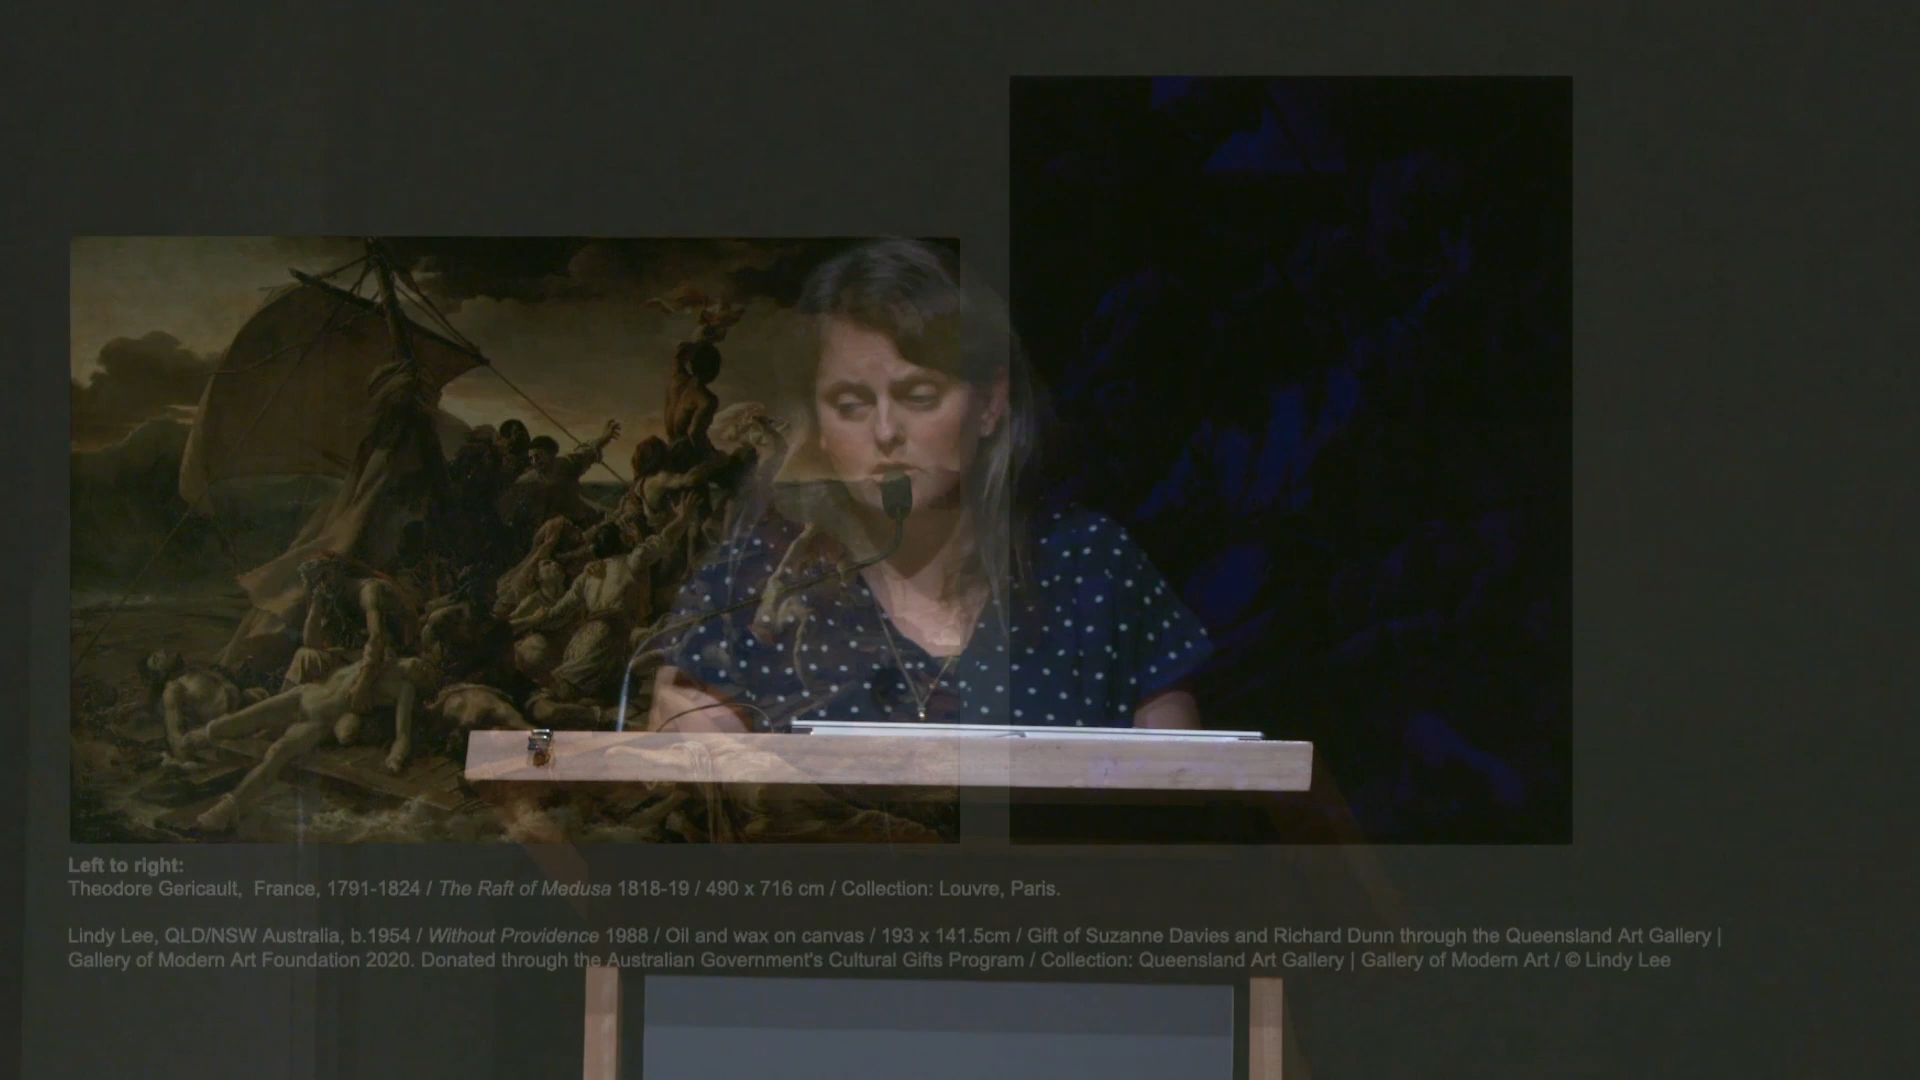 Left to right:
Theodore Gericault,  France, 1791-1824 / The Raft of Medusa 1818-19 / 490 x 716 cm / Collection: Louvre, Paris.
Lindy Lee, QLD/NSW Australia, b.1954 / Without Providence 1988 / Oil and wax on canvas / 193 x 141.5cm / Gift of Suzanne Davies and Richard Dunn through the Queensland Art Gallery |
Gallery of Modern Art Foundation 2020. Donated through the Australian Government's Cultural Gifts Program / Collection: Queensland Art Gallery | Gallery of Modern Art / © Lindy Lee